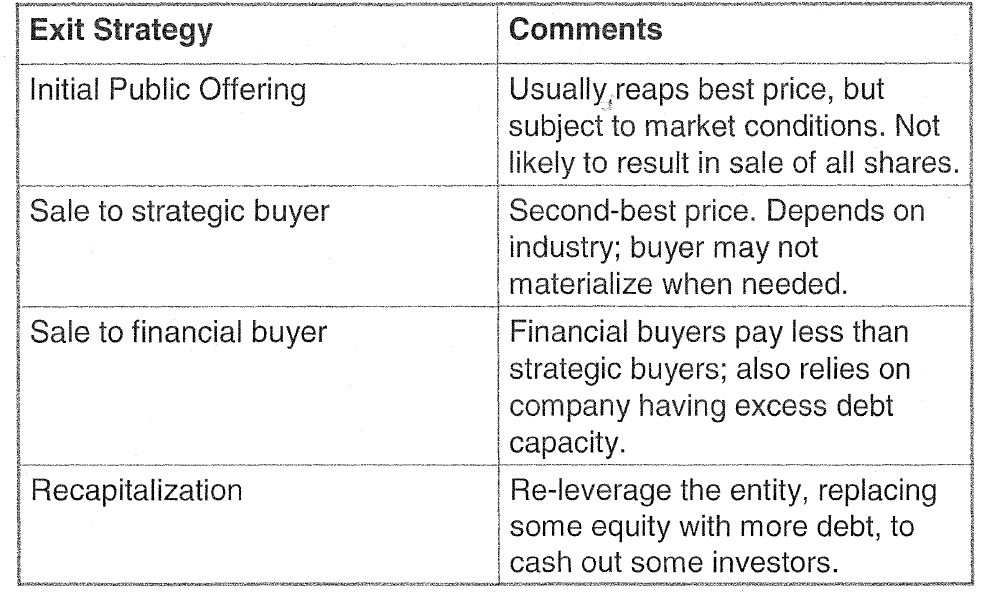 Exit Strategy
Comments
Initial Public Offering
Usually reaps best price, but
subject to market conditions. Not
likely to result in sale of all shares.
Sale to strategic buyer
Second-best price. Depends on
industry; buyer may not
materialize when needed.
Sale to financial buyer
Financial buyers pay less than
strategic buyers; also relies on
company having excess debt
capacity.
Recapitalization
Re-leverage the entity, replacing
some equity with more debt, to
cash out some investors.